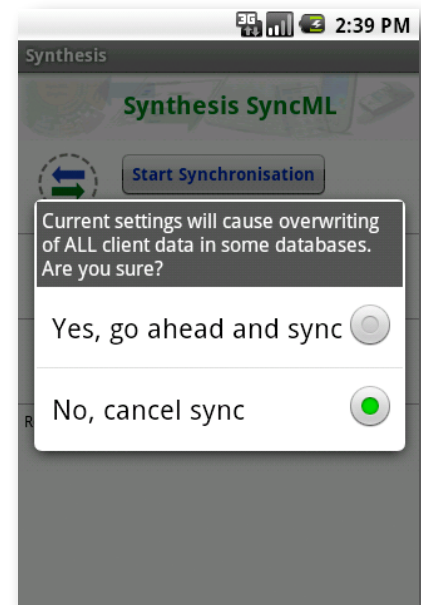 3G 2:39 PM
Synthesis
Synthesis SyncML
Start Synchronisation
Current settings will cause overwriting
of ALL client data in some databases.
Are you sure?
Yes, go ahead and sync
No, cancel sync
R